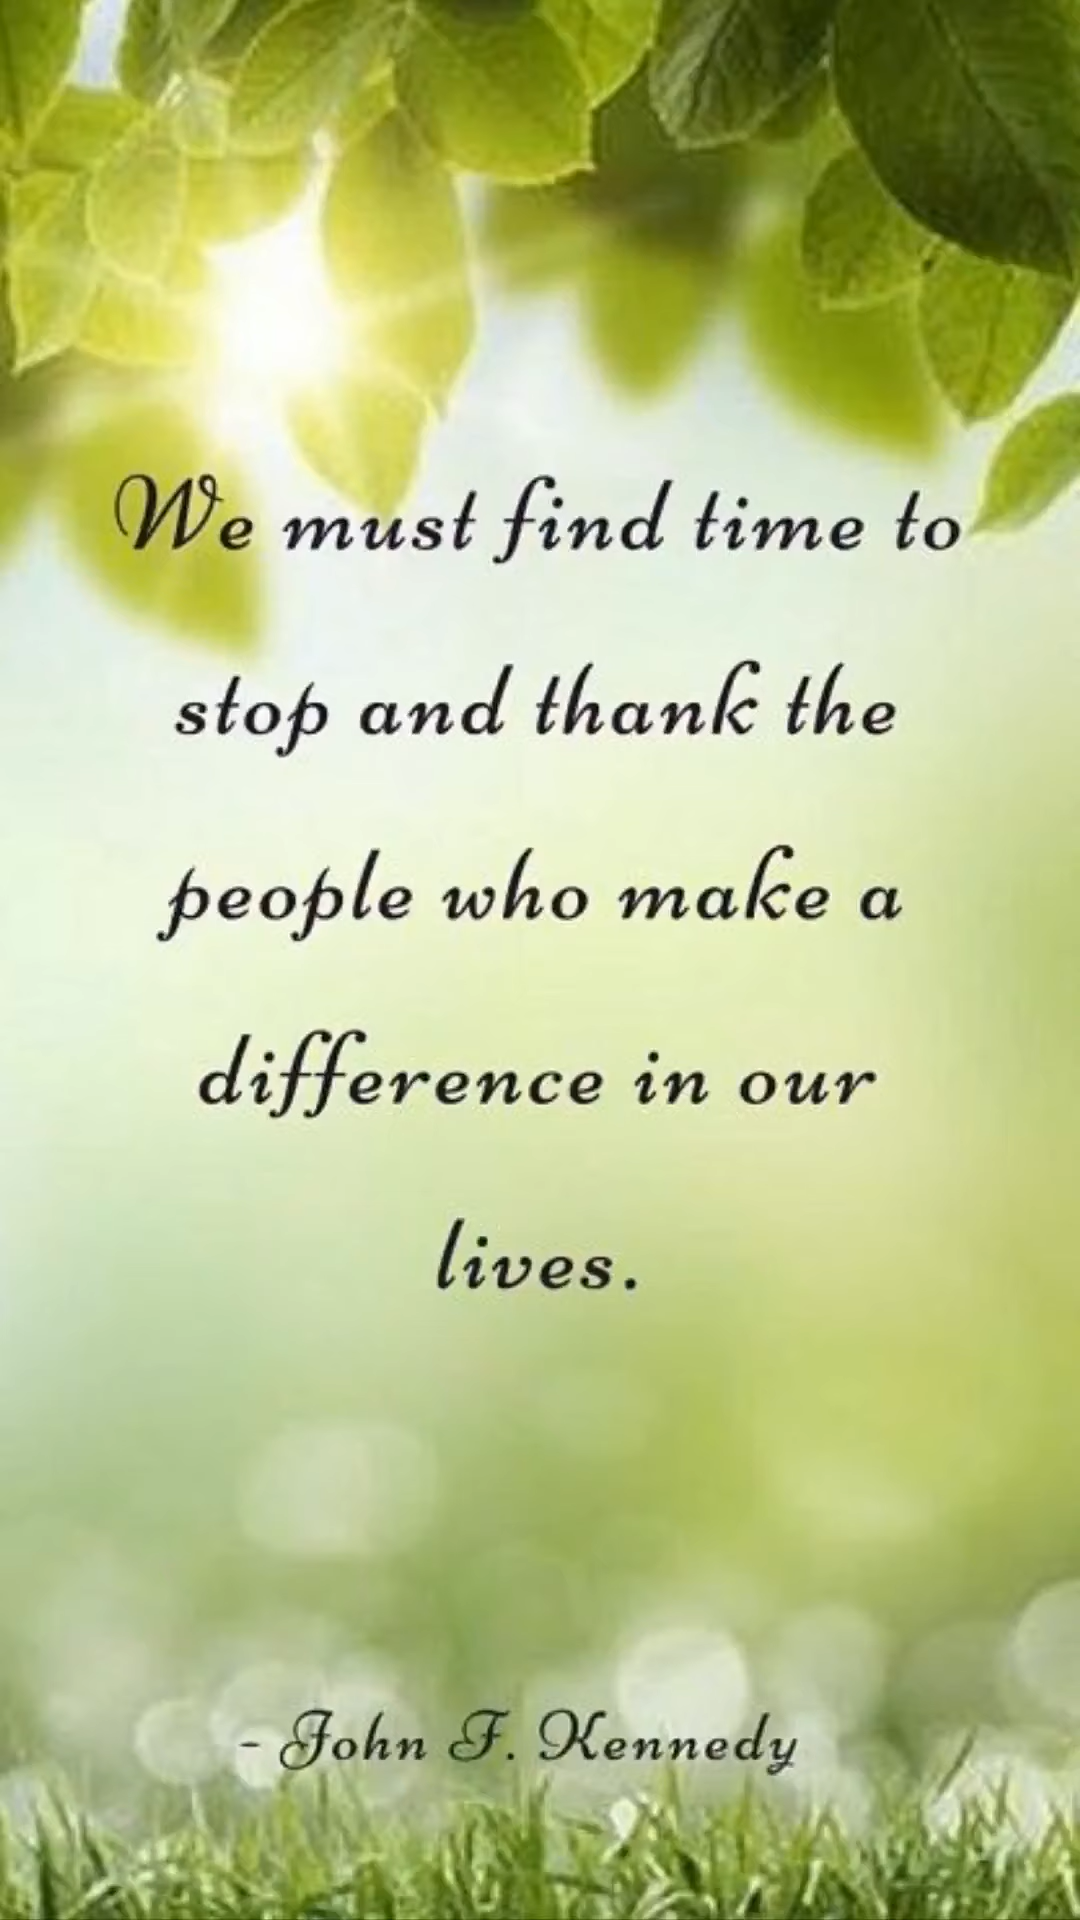 We must find time to
stop and thank the
people who make a
difference in our
lives.
- John F. Kennedy